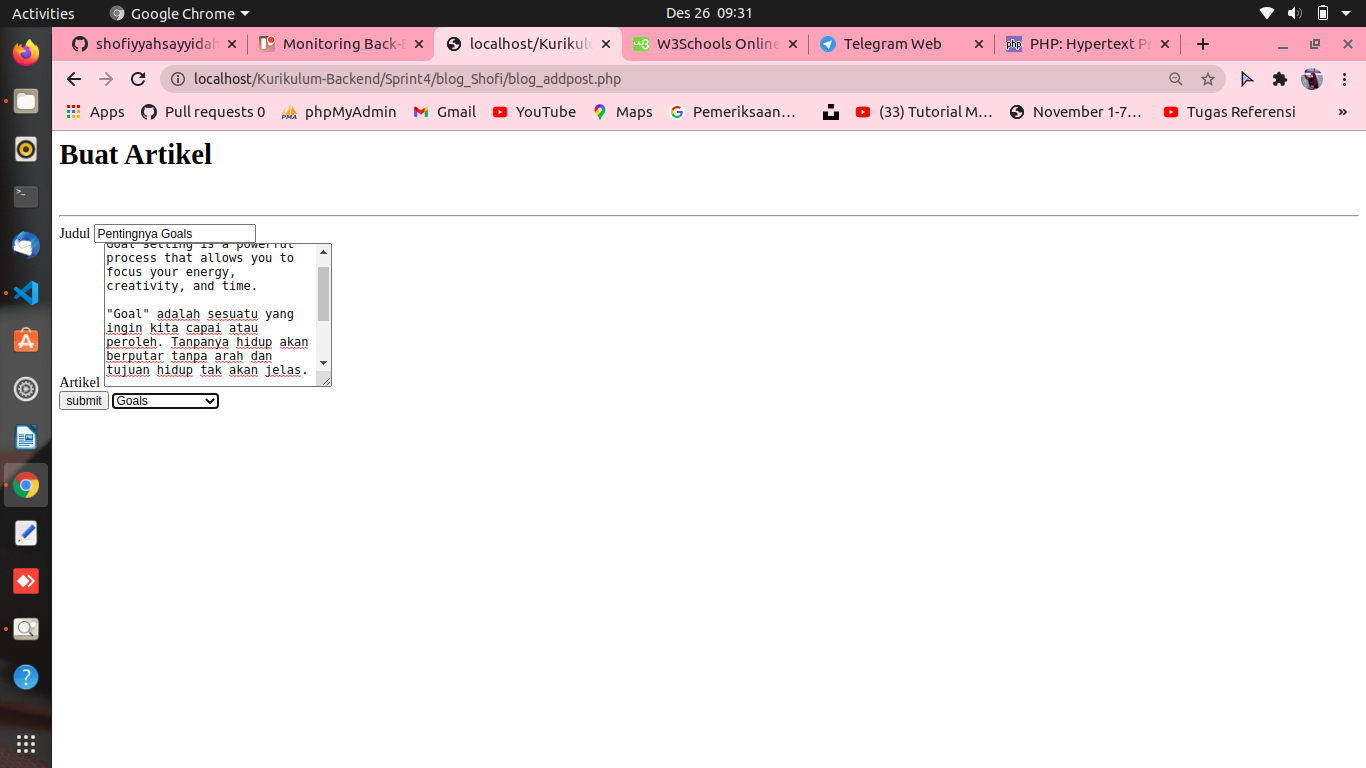 Activities Google Chrome Des 26 09:31
shofiyyahsayyidah Monitoring Back- localhost/Kurikulu W3Schools Online Telegram Web PHP: Hypertext Pr
localhost/Kurikulum-Backend/Sprint4/blog_Shofi/blog_addpost.php
Apps Pull requests 0 phpMyAdmin Gmail YouTube Maps Pemeriksaan… (33) Tutorial M… November 1-7… Tugas Referensi »
Buat Artikel
Judul Pentingnya Goals
Goal setting is a powerful
process that allows you to
focus your energy,
creativity, and time.
"Goal" adalah sesuatu yang
ingin kita capai atau
peroleh. Tanpanya hidup akan
berputar tanpa arah dan
tujuan hidup tak akan jelas.
Artikel
submit Goals